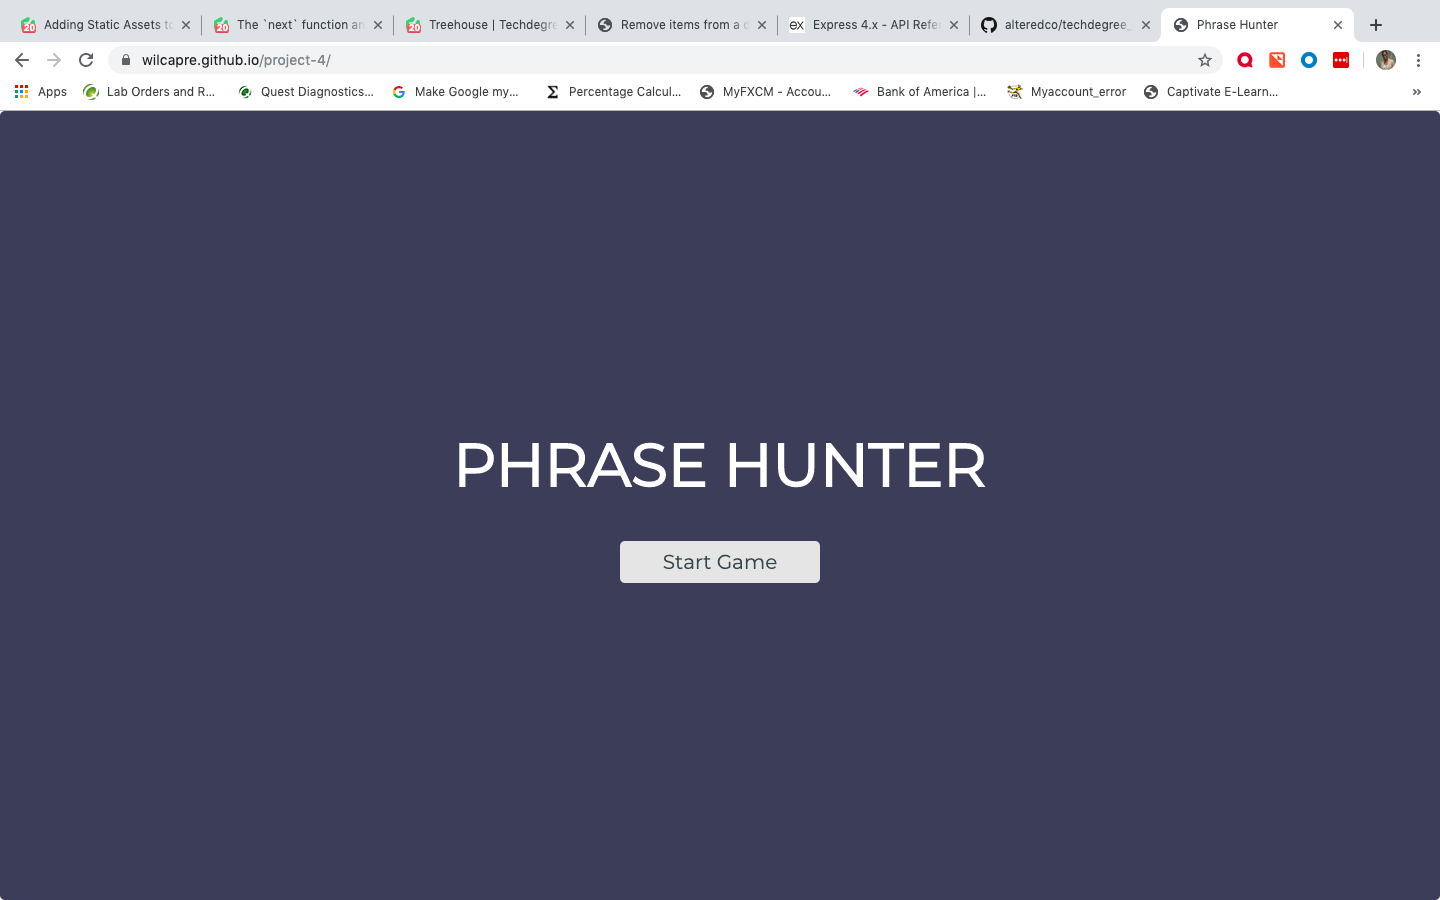 Adding Static Assets to
The `next` function an
Treehouse | Techdegre
Remove items from a
Express 4.x - API Refe
alteredco/techdegree_
Phrase Hunter
wilcapre.github.io/project-4/
Apps
Lab Orders and R...
Quest Diagnostics...
Make Google my...
Percentage Calcul...
MyFXCM - Accou...
Bank of America |...
Myaccount_error
Captivate E-Learn...
»
PHRASE HUNTER
Start Game